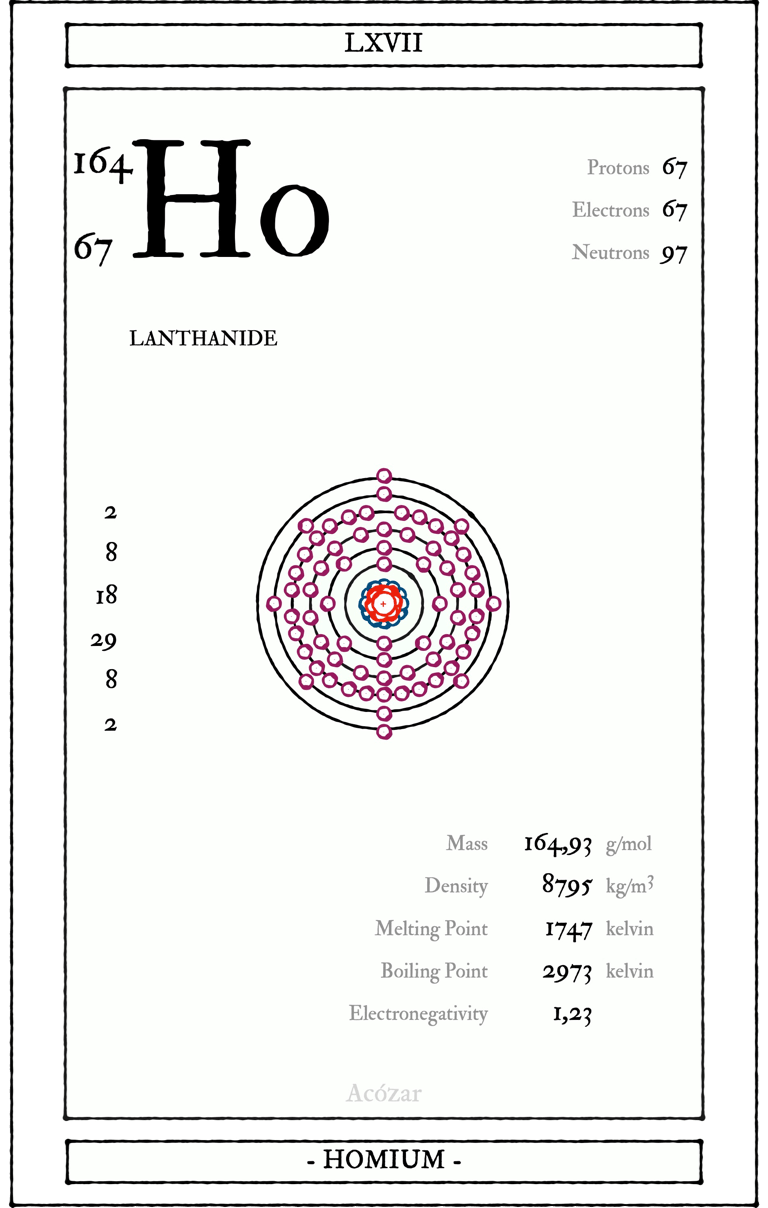 LXVII
164
Ho
67
Protons 67
Electrons 67
Neutrons 97
LANTHANIDE
2
8
18
29
8
2
+
Mass 164,93 g/mol
Density 8795 kg/m³
Melting Point 1747 kelvin
Boiling Point 2973 kelvin
Electronegativity 1,23
Acózar
- HOMIUM -